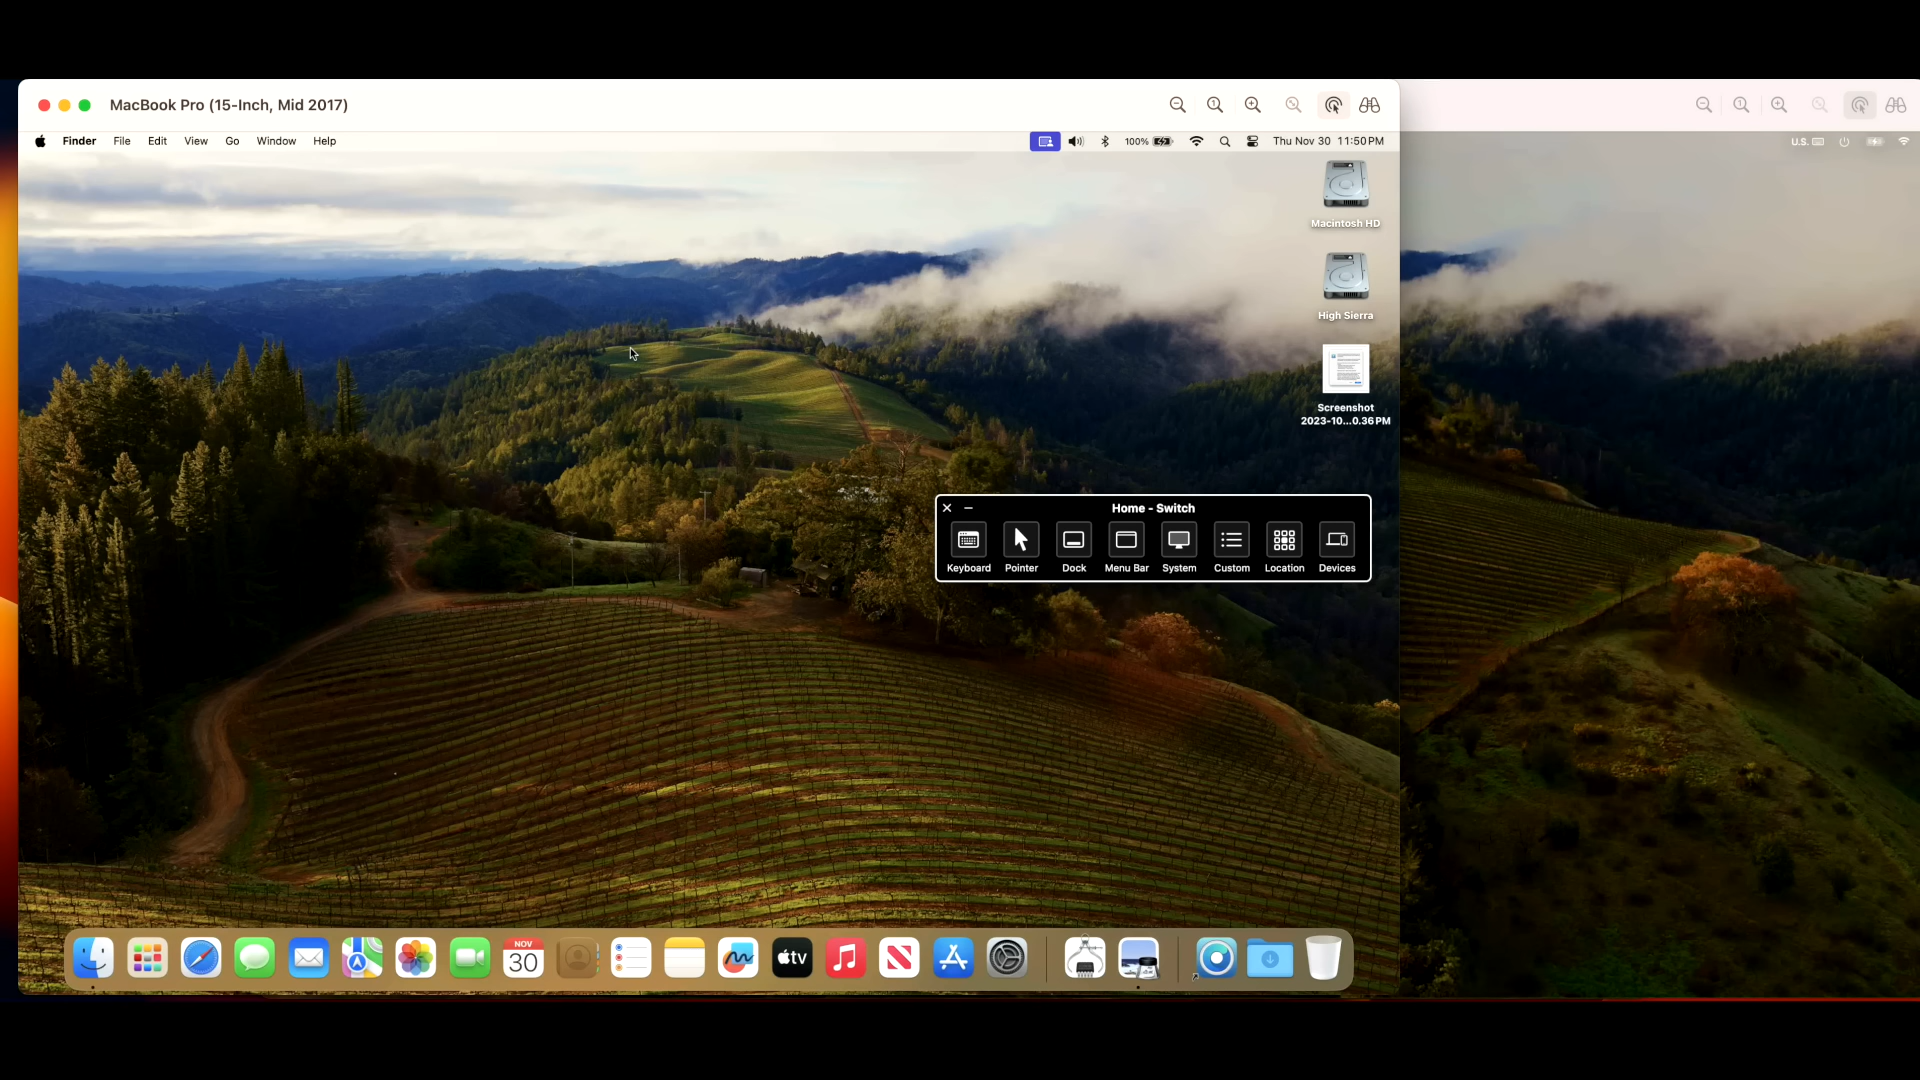 MacBook Pro (15-Inch, Mid 2017)
Finder File Edit View Go Window Help
100%
Thu Nov 30 11:50 PM
U.S.
Macintosh HD
High Sierra
Screenshot
2023-10...0.36 PM
Home - Switch
Keyboard Pointer Dock Menu Bar System Custom Location Devices
NOV
30
tv